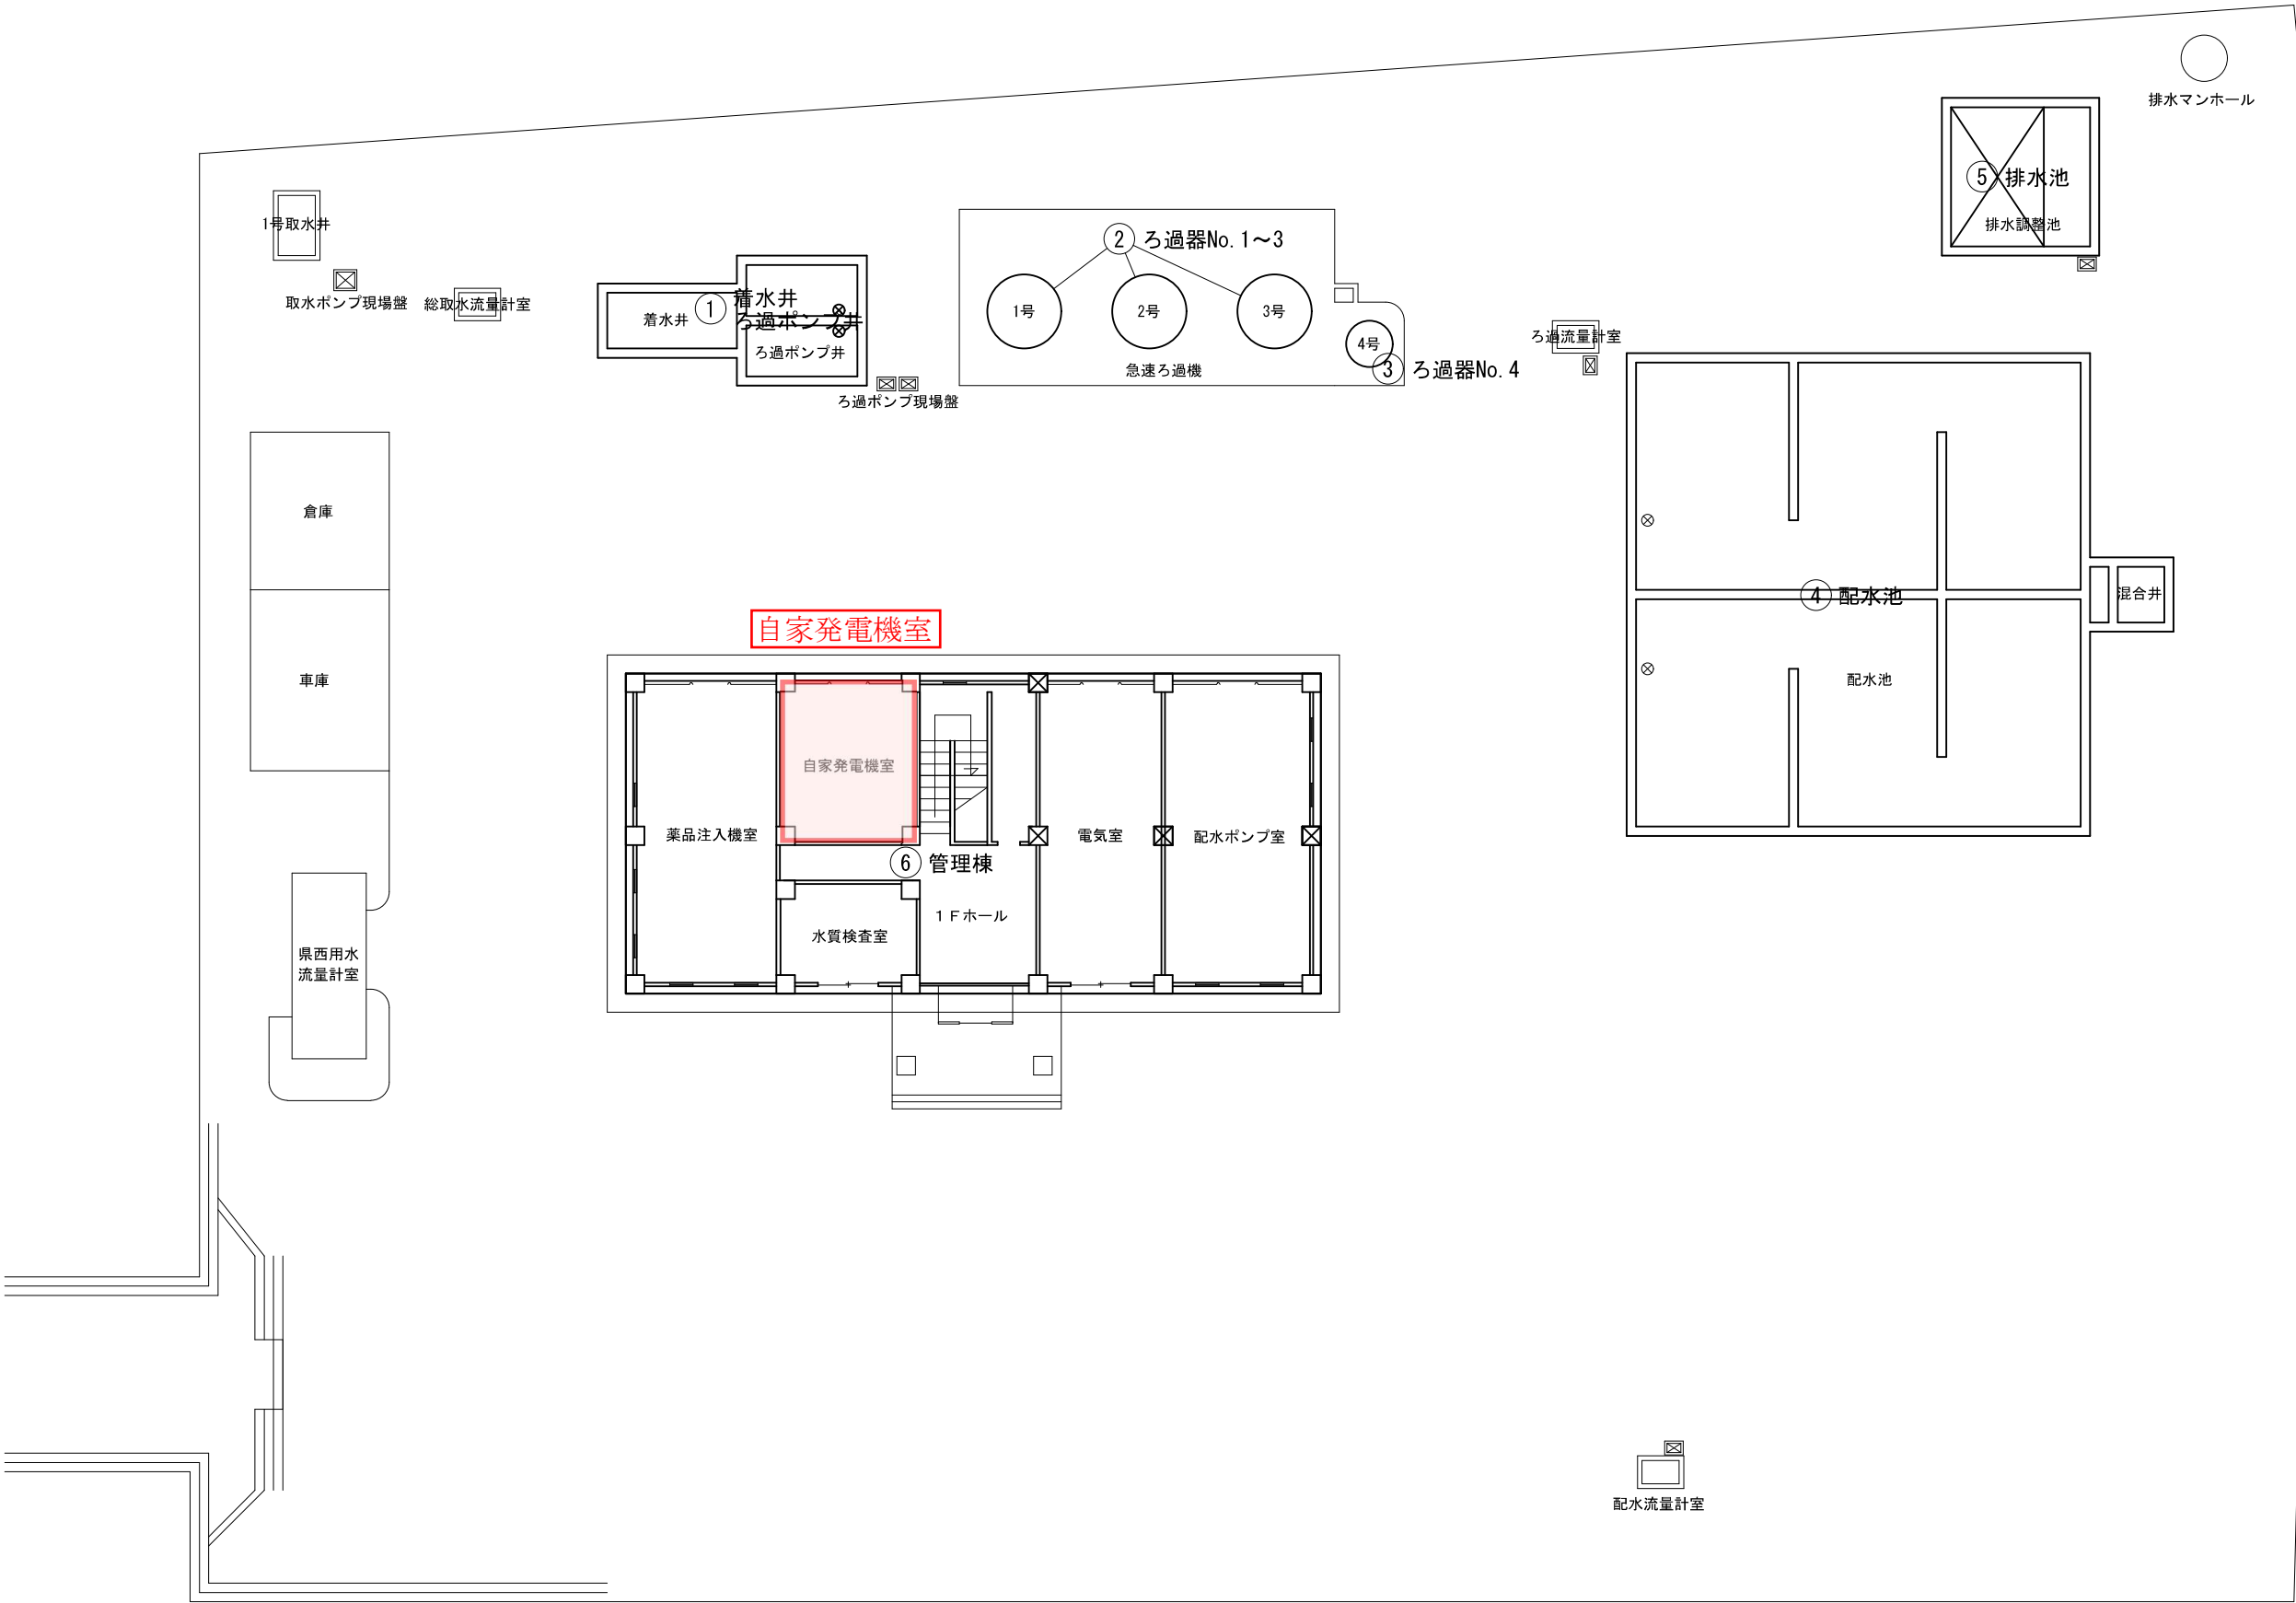 排水マンホール
⑤ 排水池
排水調整池
1号取水井
取水ポンプ現場盤
総取水流量計室
① 着水井
ろ過ポンプ井
着水井
ろ過ポンプ井
ろ過ポンプ現場盤
② ろ過器No.1～3
1号
2号
3号
4号
急速ろ過機
③ ろ過器No.4
ろ過流量計室
倉庫
車庫
④ 配水池
配水池
混合井
自家発電機室
自家発電機室
薬品注入機室
電気室
配水ポンプ室
⑥ 管理棟
1Fホール
水質検査室
県西用水
流量計室
配水流量計室